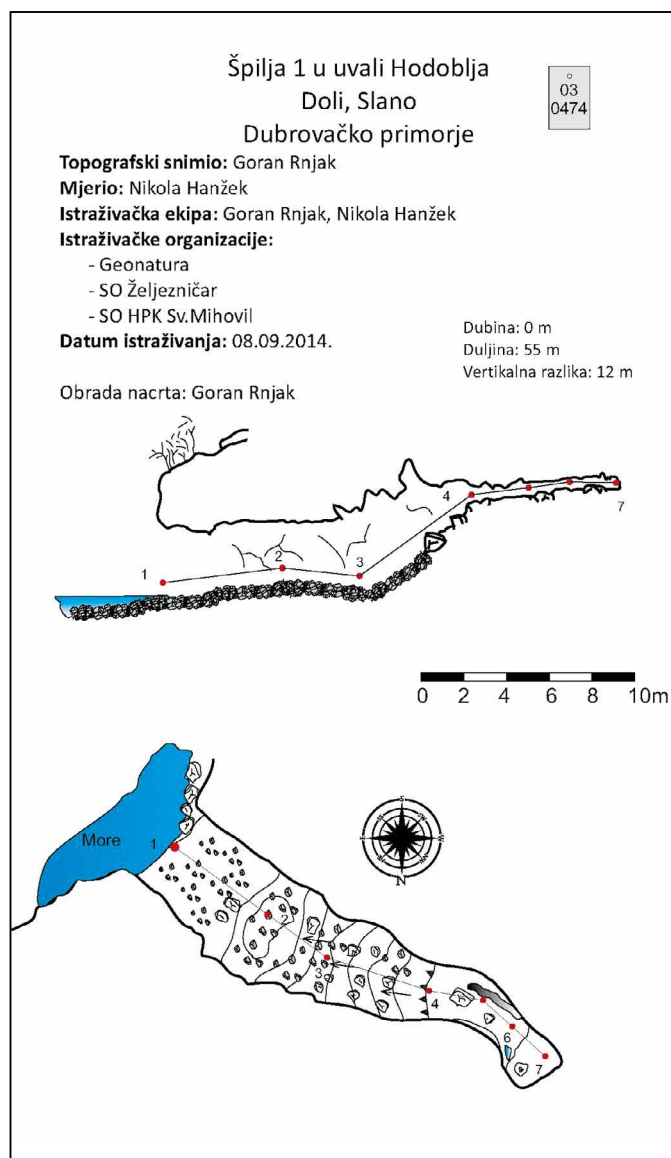 Špilja 1 u uvali Hodoblja
Doli, Slano
Dubrovačko primorje
03
0474
Topografski snimio: Goran Rnjak
Mjerio: Nikola Hanžek
Istraživačka ekipa: Goran Rnjak, Nikola Hanžek
Istraživačke organizacije:
- Geonatura
- SO Željezničar
- SO HPK Sv.Mihovil
Datum istraživanja: 08.09.2014.
Dubina: 0 m
Duljina: 55 m
Vertikalna razlika: 12 m
Obrada nacrta: Goran Rnjak
4
7
2
3
1
0 2 4 6 8 10m
More
1
2
3
4
6
7
S
N